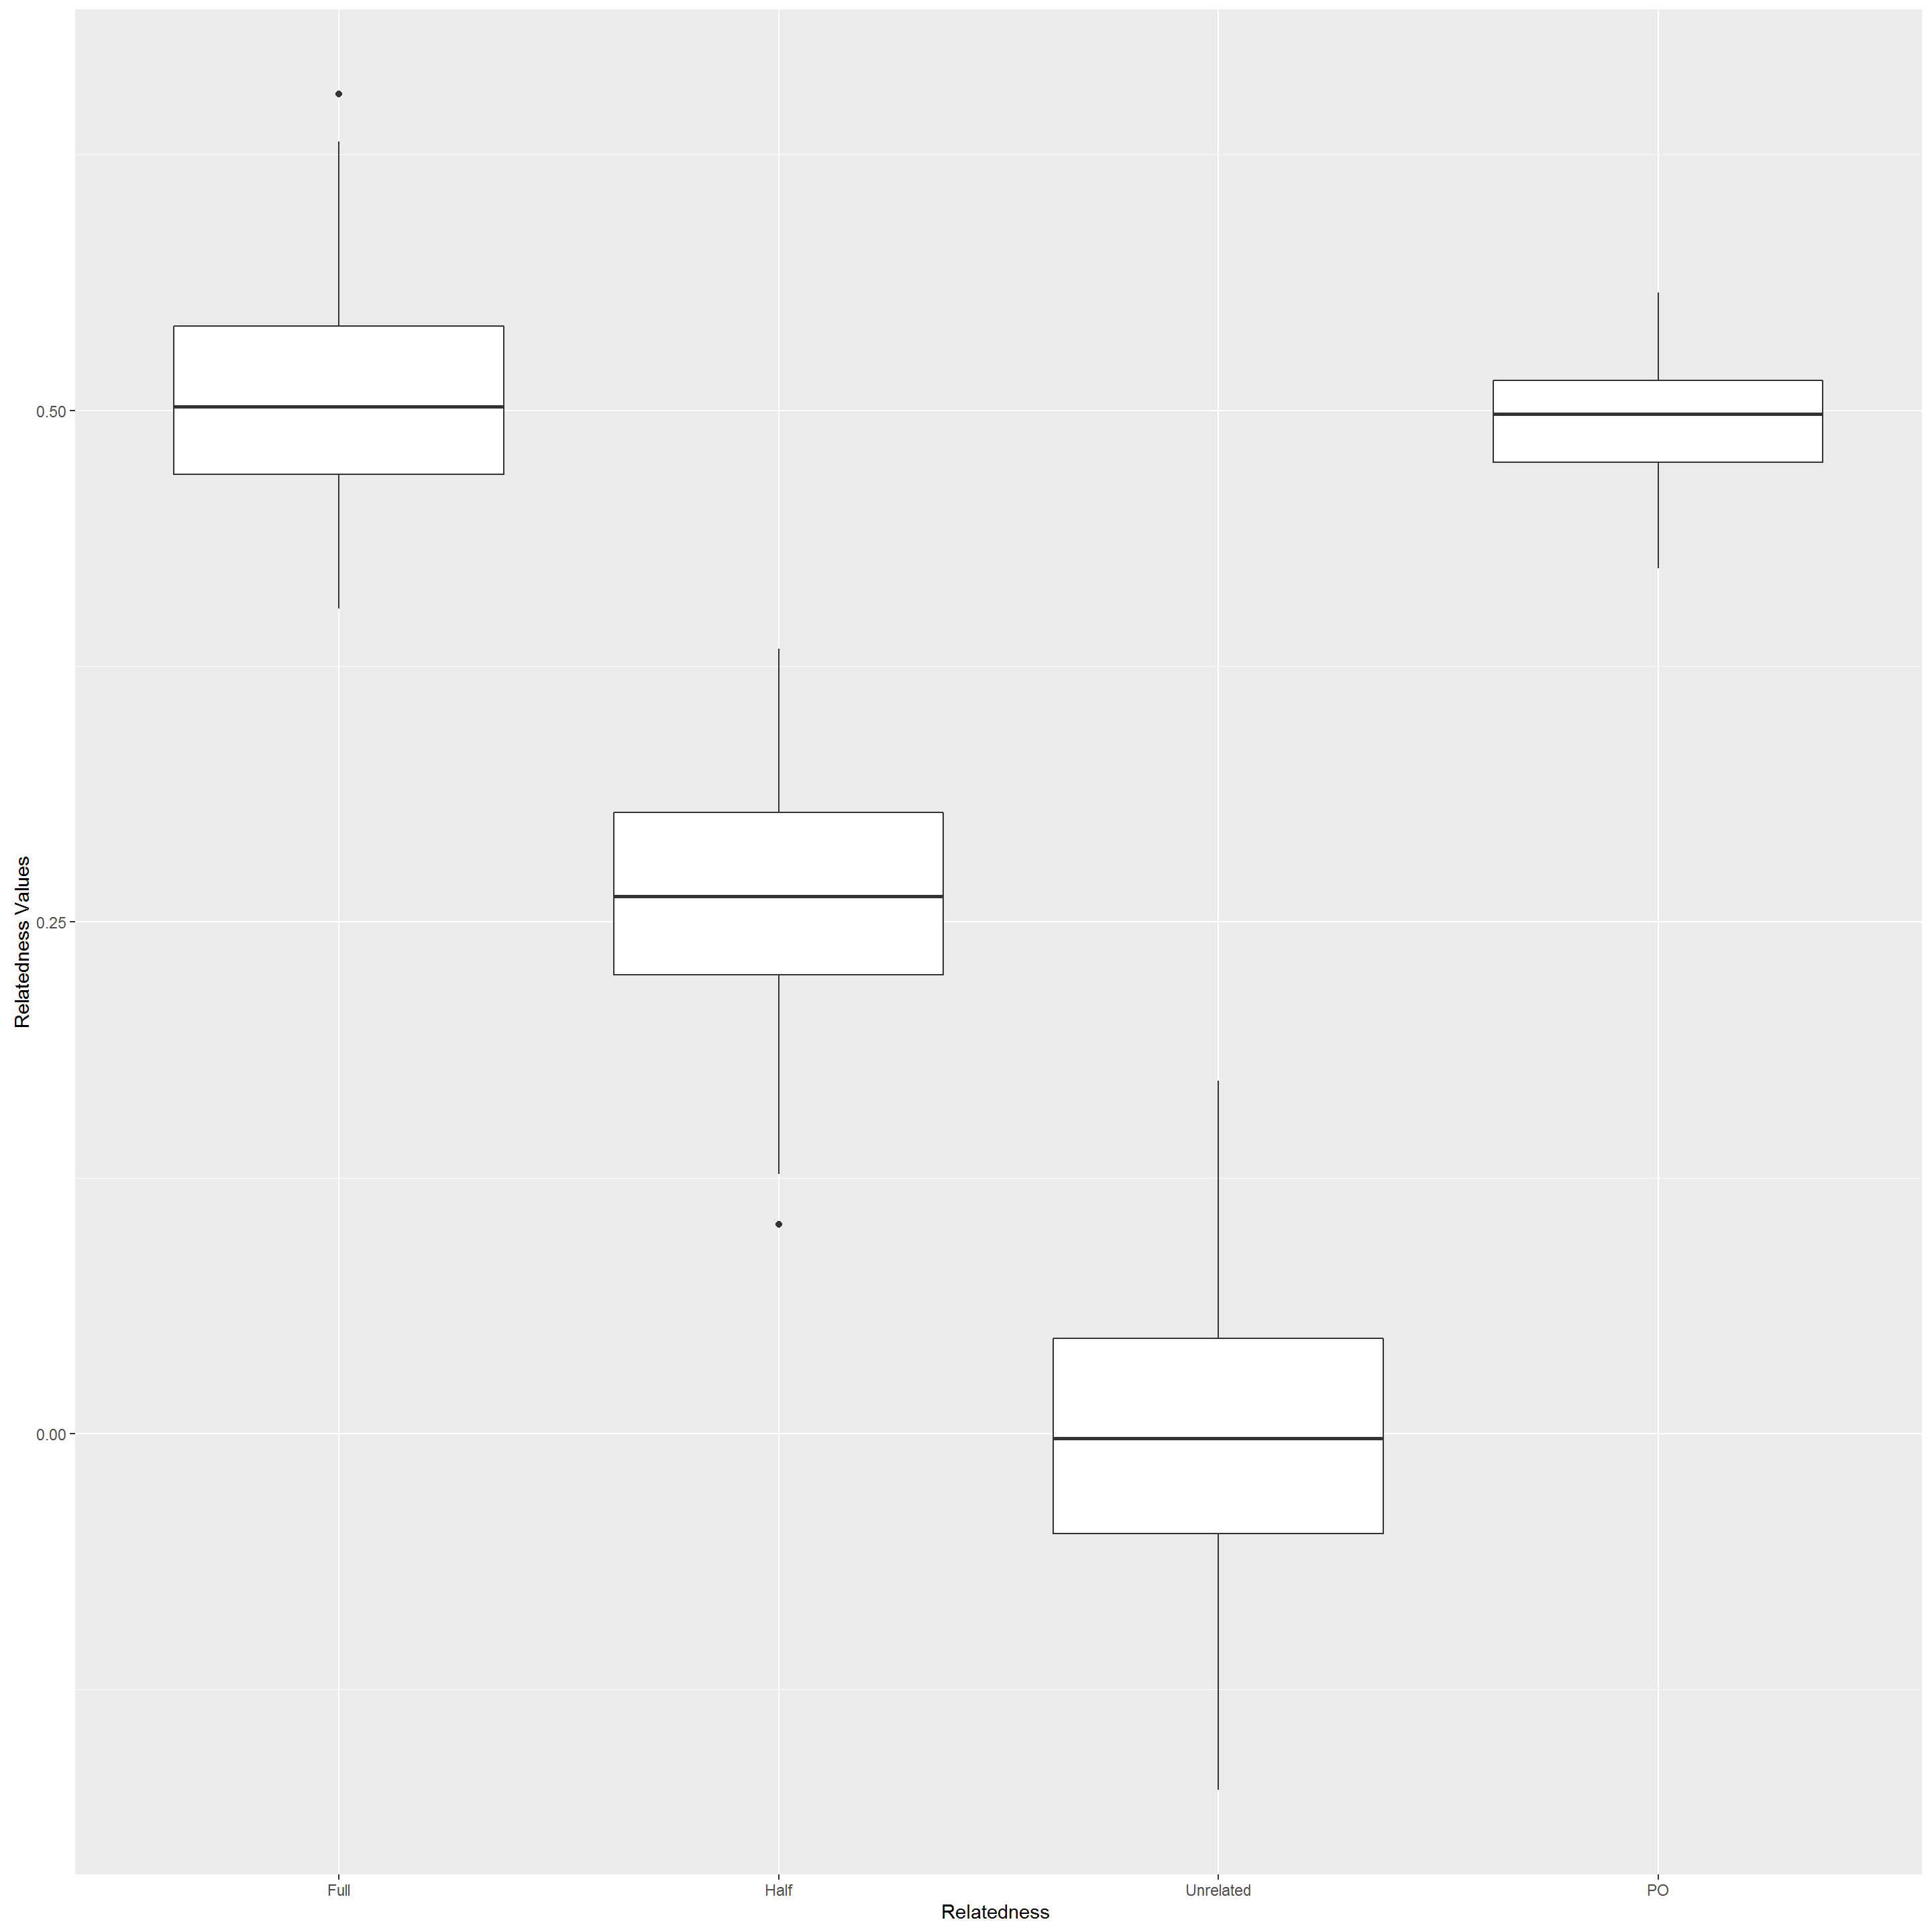 Relatedness Values
0.50
0.25
0.00
Full
Half
Unrelated
PO
Relatedness